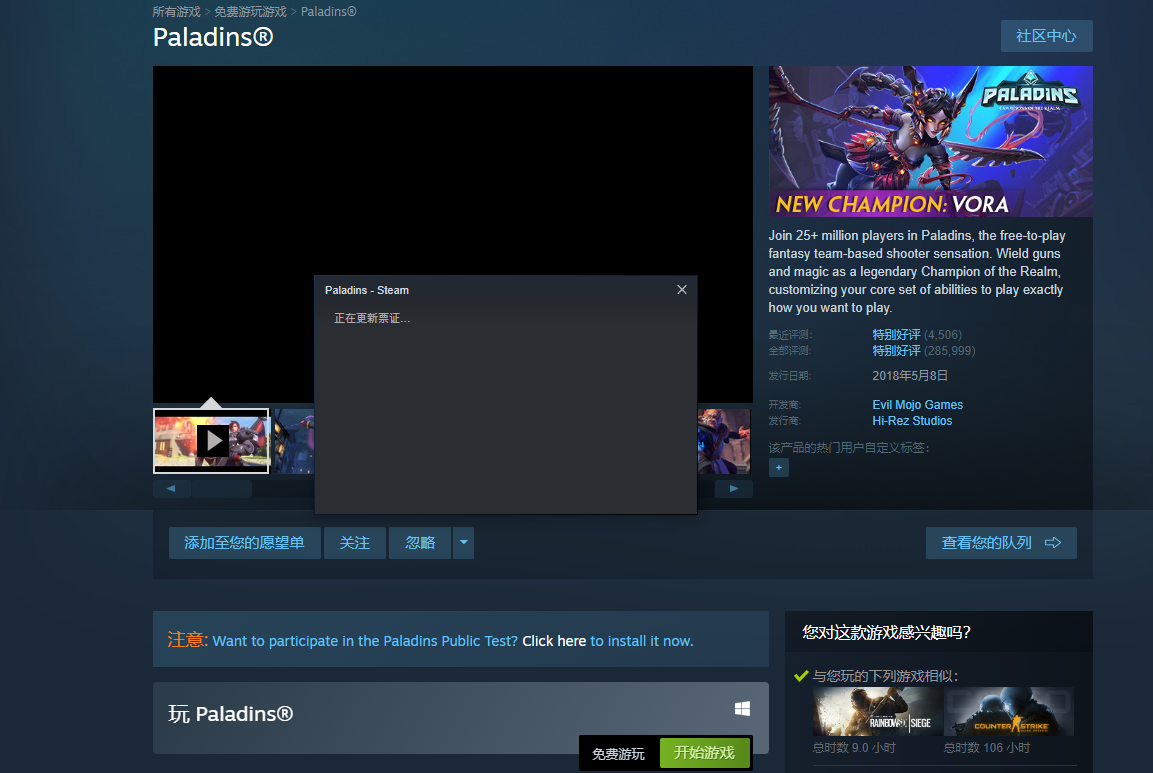 所有游戏 > 免费游玩游戏 > Paladins®
Paladins®
社区中心
PALADINS
CHAMPIONS OF THE REALM
NEW CHAMPION: VORA
Join 25+ million players in Paladins, the free-to-play
fantasy team-based shooter sensation. Wield guns
and magic as a legendary Champion of the Realm,
customizing your core set of abilities to play exactly
how you want to play.
最近评测: 特别好评 (4,506)
全部评测: 特别好评 (285,999)
发行日期: 2018年5月8日
开发商: Evil Mojo Games
发行商: Hi-Rez Studios
该产品的热门用户自定义标签:
+
Paladins - Steam
正在更新票证...
添加至您的愿望单
关注
忽略
查看您的队列
注意: Want to participate in the Paladins Public Test? Click here to install it now.
玩 Paladins®
免费游玩
开始游戏
您对这款游戏感兴趣吗?
与您玩的下列游戏相似:
RAINBOW SIX SIEGE
COUNTER STRIKE
总时数 9.0 小时
总时数 106 小时